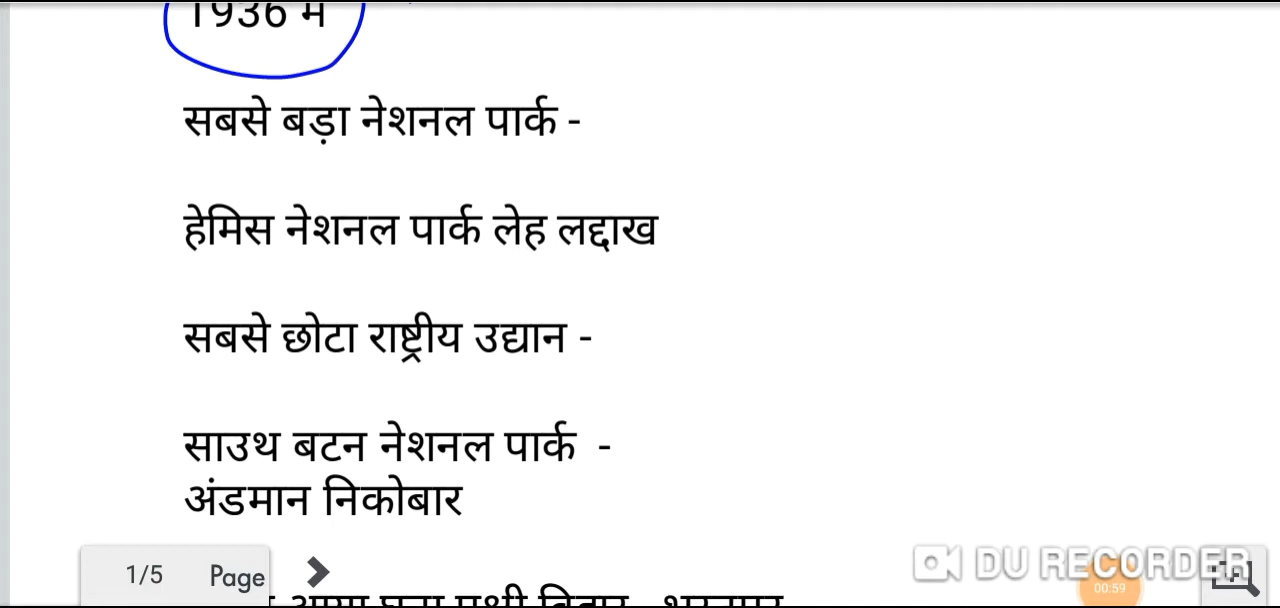 1936 में
सबसे बड़ा नेशनल पार्क -
हेमिस नेशनल पार्क लेह लद्दाख
सबसे छोटा राष्ट्रीय उद्यान -
साउथ बटन नेशनल पार्क -
अंडमान निकोबार
1/5 Page
DU RECORDER
00:59